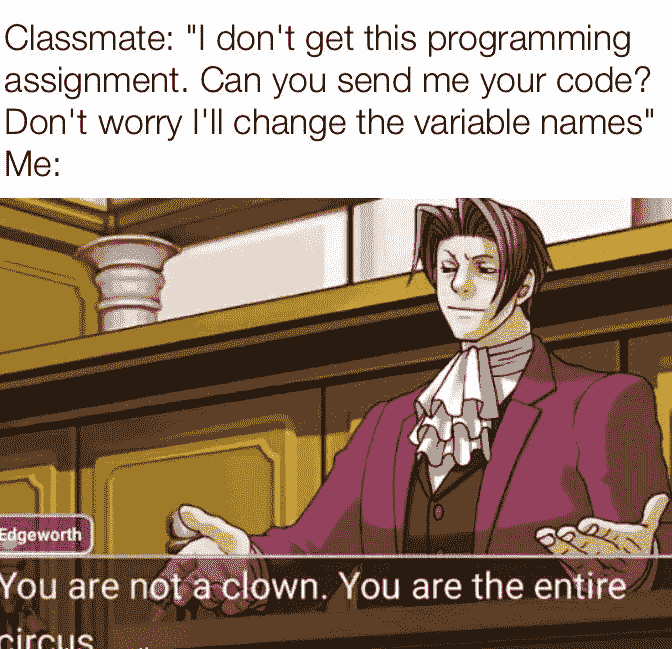 Classmate: "I don't get this programming
assignment. Can you send me your code?
Don't worry I'll change the variable names"
Me:
Edgeworth
You are not a clown. You are the entire
circus